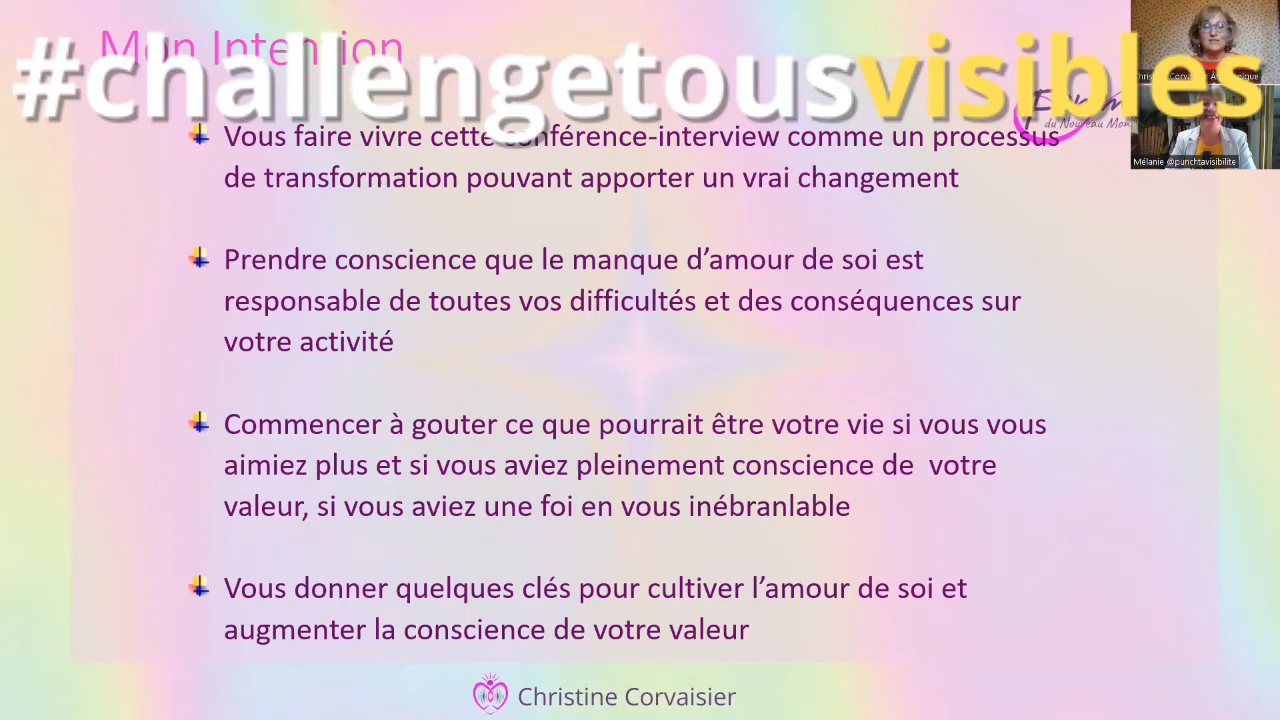 Mon Intention
#challengetousvisibles
Vous faire vivre cette conférence-interview comme un processus
de transformation pouvant apporter un vrai changement
Prendre conscience que le manque d’amour de soi est
responsable de toutes vos difficultés et des conséquences sur
votre activité
Commencer à gouter ce que pourrait être votre vie si vous vous
aimiez plus et si vous aviez pleinement conscience de  votre
valeur, si vous aviez une foi en vous inébranlable
Vous donner quelques clés pour cultiver l’amour de soi et
augmenter la conscience de votre valeur
du Nouveau
Mélanie @punchtavisibilite
Christine Corvaisier